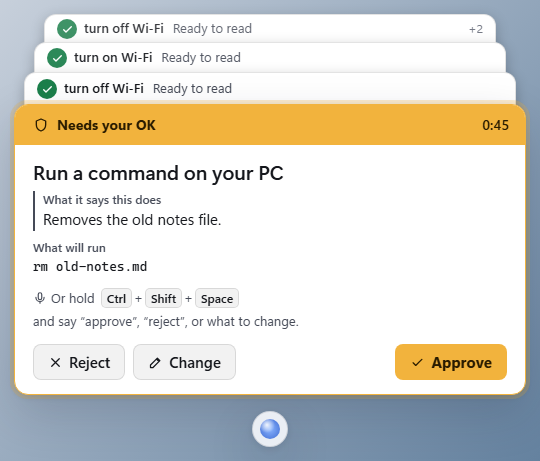 turn off Wi-Fi Ready to read +2
turn on Wi-Fi Ready to read
turn off Wi-Fi Ready to read
Needs your OK 0:45
Run a command on your PC
What it says this does
Removes the old notes file.
What will run
rm old-notes.md
Or hold Ctrl + Shift + Space
and say “approve”, “reject”, or what to change.
Reject Change Approve